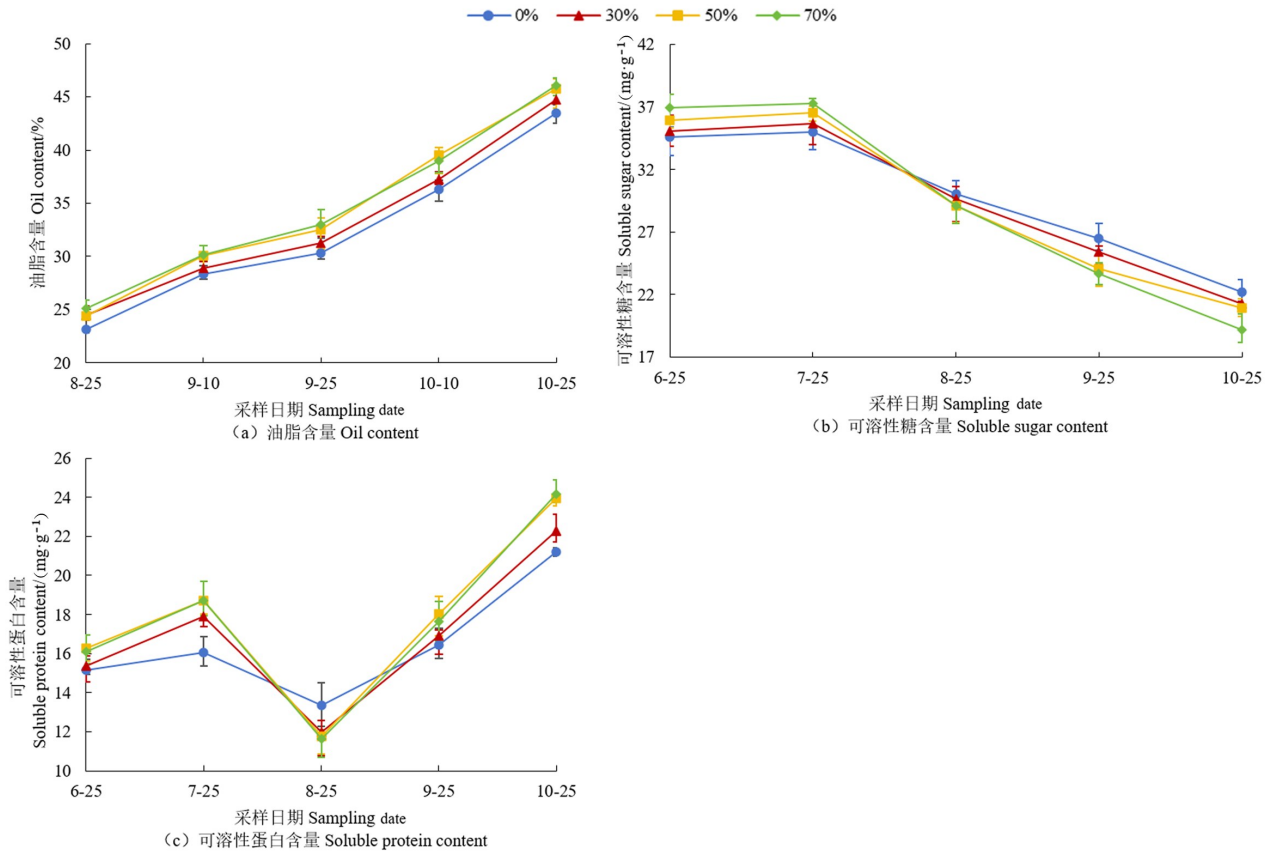 0% 30% 50% 70%
50
45
40
35
30
25
20
油脂含量 Oil content/%
8-25 9-10 9-25 10-10 10-25
采样日期 Sampling date
（a）油脂含量 Oil content
42
37
32
27
22
17
可溶性糖含量 Soluble sugar content/(mg·g⁻¹)
6-25 7-25 8-25 9-25 10-25
采样日期 Sampling date
（b）可溶性糖含量 Soluble sugar content
26
24
22
20
18
16
14
12
10
可溶性蛋白含量
Soluble protein content/(mg·g⁻¹)
6-25 7-25 8-25 9-25 10-25
采样日期 Sampling date
（c）可溶性蛋白含量 Soluble protein content